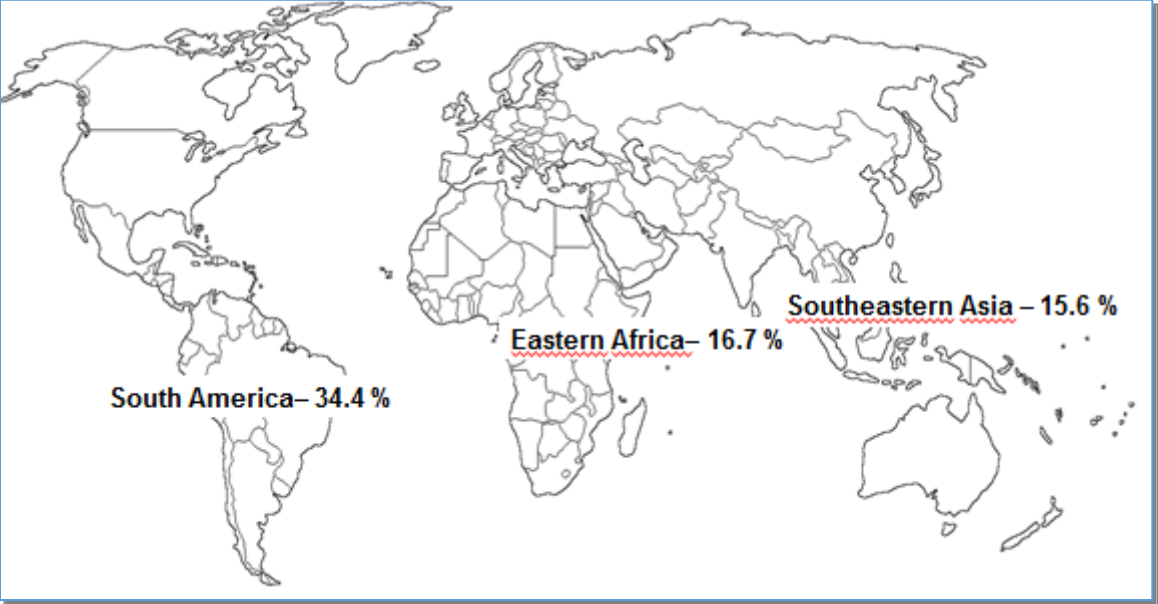 Southeastern Asia – 15.6 %
Eastern Africa– 16.7 %
South America– 34.4 %